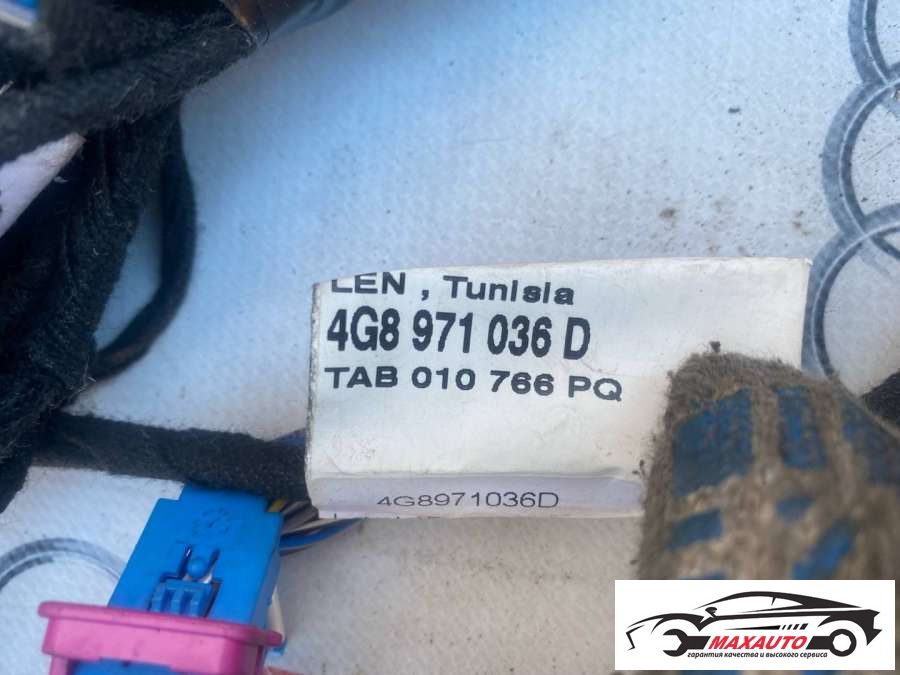 LEN , Tunisia
4G8 971 036 D
TAB 010 766 PQ
4G8971036D
MAXAUTO
гарантия качества и высокого сервиса